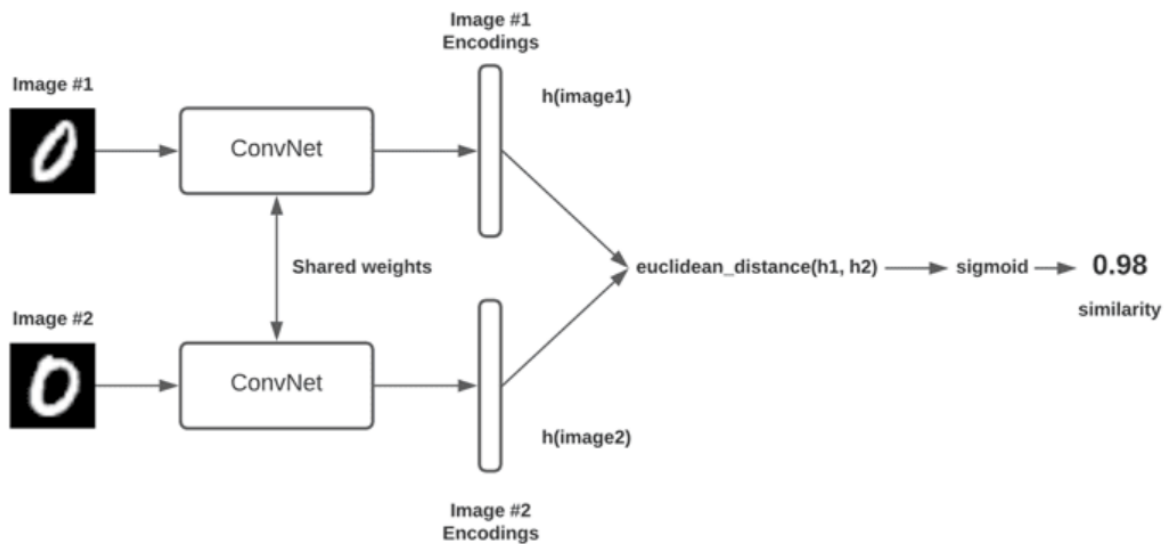 Image #1
Encodings
Image #1
h(image1)
ConvNet
Shared weights
euclidean_distance(h1, h2)
sigmoid
0.98
similarity
Image #2
ConvNet
h(image2)
Image #2
Encodings